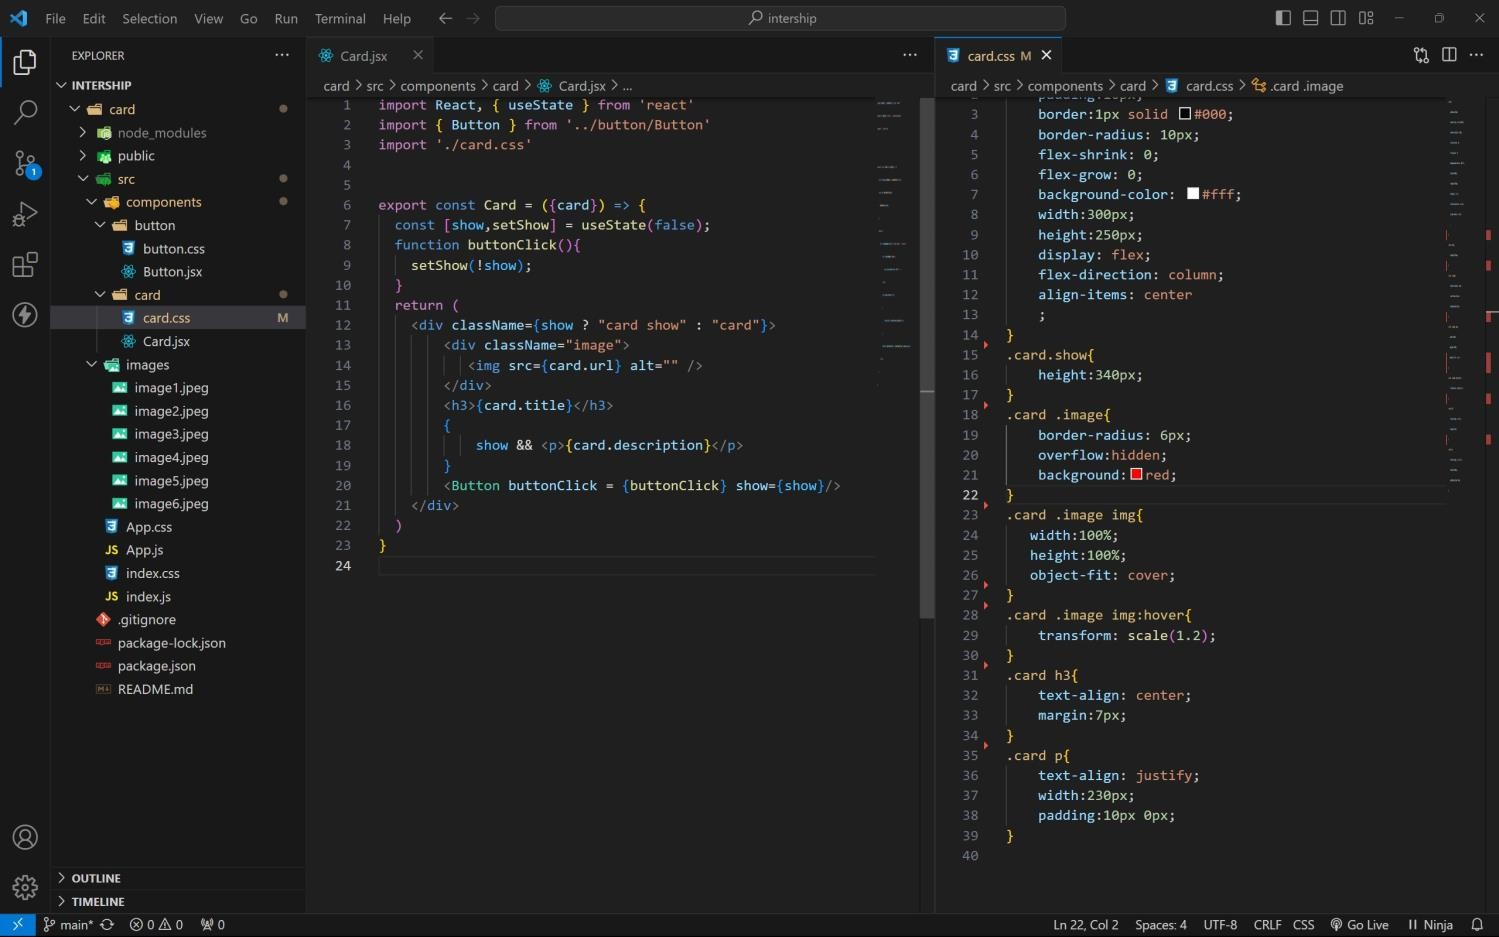 File Edit Selection View Go Run Terminal Help
intership
EXPLORER
INTERSHIP
card
node_modules
public
src
components
button
button.css
Button.jsx
card
card.css M
Card.jsx
images
image1.jpeg
image2.jpeg
image3.jpeg
image4.jpeg
image5.jpeg
image6.jpeg
App.css
JS App.js
index.css
JS index.js
.gitignore
package-lock.json
package.json
README.md
OUTLINE
TIMELINE
Card.jsx
card > src > components > card > Card.jsx > ...
1 import React, { useState } from 'react'
2 import { Button } from '../button/Button'
3 import './card.css'
4
5
6 export const Card = ({card}) => {
7 const [show,setShow] = useState(false);
8 function buttonClick(){
9 setShow(!show);
10 }
11 return (
12 <div className={show ? "card show" : "card"}>
13 <div className="image">
14 <img src={card.url} alt="" />
15 </div>
16 <h3>{card.title}</h3>
17 {
18 show && <p>{card.description}</p>
19 }
20 <Button buttonClick = {buttonClick} show={show}/>
21 </div>
22 )
23 }
24
card.css M
card > src > components > card > card.css > .card .image
3 border:1px solid #000;
4 border-radius: 10px;
5 flex-shrink: 0;
6 flex-grow: 0;
7 background-color: #fff;
8 width:300px;
9 height:250px;
10 display: flex;
11 flex-direction: column;
12 align-items: center
13 ;
14 }
15 .card.show{
16 height:340px;
17 }
18 .card .image{
19 border-radius: 6px;
20 overflow:hidden;
21 background:red;
22 }
23 .card .image img{
24 width:100%;
25 height:100%;
26 object-fit: cover;
27 }
28 .card .image img:hover{
29 transform: scale(1.2);
30 }
31 .card h3{
32 text-align: center;
33 margin:7px;
34 }
35 .card p{
36 text-align: justify;
37 width:230px;
38 padding:10px 0px;
39 }
40
1
main* 0 0 0
Ln 22, Col 2 Spaces: 4 UTF-8 CRLF CSS Go Live Ninja